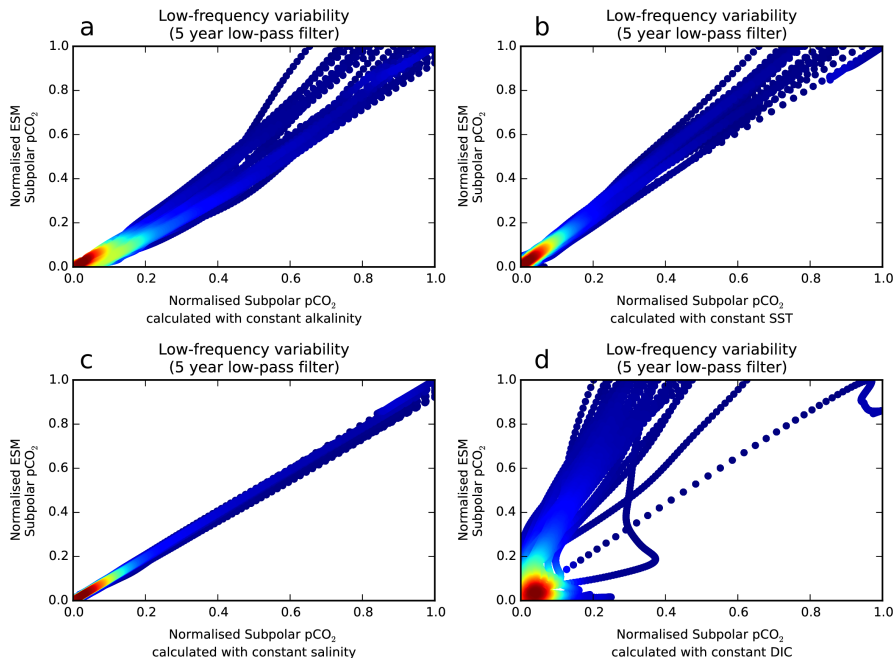 a
Low-frequency variability
(5 year low-pass filter)
1.0
0.8
0.6
0.4
0.2
0.0
Normalised ESM
Subpolar pCO2
0.0 0.2 0.4 0.6 0.8 1.0
Normalised Subpolar pCO2
calculated with constant alkalinity
b
Low-frequency variability
(5 year low-pass filter)
1.0
0.8
0.6
0.4
0.2
0.0
Normalised ESM
Subpolar pCO2
0.0 0.2 0.4 0.6 0.8 1.0
Normalised Subpolar pCO2
calculated with constant SST
c
Low-frequency variability
(5 year low-pass filter)
1.0
0.8
0.6
0.4
0.2
0.0
Normalised ESM
Subpolar pCO2
0.0 0.2 0.4 0.6 0.8 1.0
Normalised Subpolar pCO2
calculated with constant salinity
d
Low-frequency variability
(5 year low-pass filter)
1.0
0.8
0.6
0.4
0.2
0.0
Normalised ESM
Subpolar pCO2
0.0 0.2 0.4 0.6 0.8 1.0
Normalised Subpolar pCO2
calculated with constant DIC